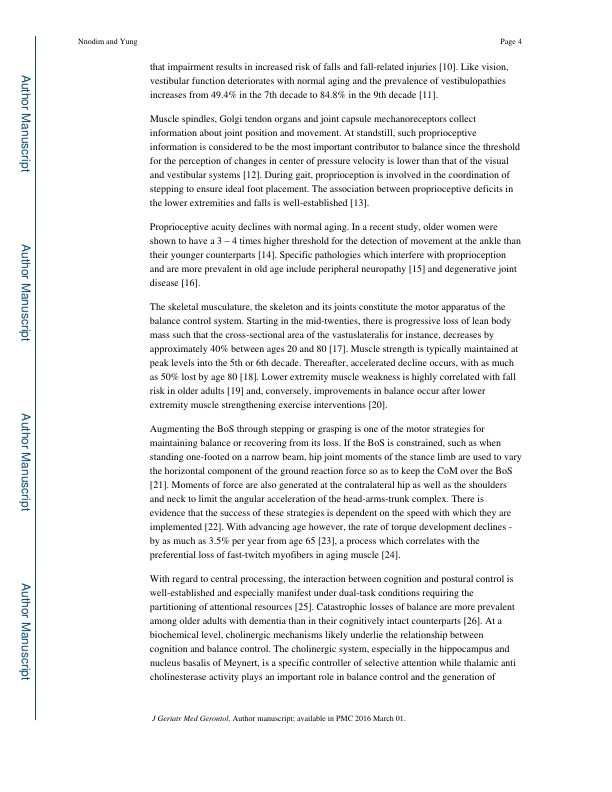 Nnodim and Yung
Page 4
that impairment results in increased risk of falls and fall-related injuries [10]. Like vision,
vestibular function deteriorates with normal aging and the prevalence of vestibulopathies
increases from 49.4% in the 7th decade to 84.8% in the 9th decade [11].
Muscle spindles, Golgi tendon organs and joint capsule mechanoreceptors collect
information about joint position and movement. At standstill, such proprioceptive
information is considered to be the most important contributor to balance since the threshold
for the perception of changes in center of pressure velocity is lower than that of the visual
and vestibular systems [12]. During gait, proprioception is involved in the coordination of
stepping to ensure ideal foot placement. The association between proprioceptive deficits in
the lower extremities and falls is well-established [13].
Proprioceptive acuity declines with normal aging. In a recent study, older women were
shown to have a 3 – 4 times higher threshold for the detection of movement at the ankle than
their younger counterparts [14]. Specific pathologies which interfere with proprioception
and are more prevalent in old age include peripheral neuropathy [15] and degenerative joint
disease [16].
The skeletal musculature, the skeleton and its joints constitute the motor apparatus of the
balance control system. Starting in the mid-twenties, there is progressive loss of lean body
mass such that the cross-sectional area of the vastuslateralis for instance, decreases by
approximately 40% between ages 20 and 80 [17]. Muscle strength is typically maintained at
peak levels into the 5th or 6th decade. Thereafter, accelerated decline occurs, with as much
as 50% lost by age 80 [18]. Lower extremity muscle weakness is highly correlated with fall
risk in older adults [19] and, conversely, improvements in balance occur after lower
extremity muscle strengthening exercise interventions [20].
Augmenting the BoS through stepping or grasping is one of the motor strategies for
maintaining balance or recovering from its loss. If the BoS is constrained, such as when
standing one-footed on a narrow beam, hip joint moments of the stance limb are used to vary
the horizontal component of the ground reaction force so as to keep the CoM over the BoS
[21]. Moments of force are also generated at the contralateral hip as well as the shoulders
and neck to limit the angular acceleration of the head-arms-trunk complex. There is
evidence that the success of these strategies is dependent on the speed with which they are
implemented [22]. With advancing age however, the rate of torque development declines -
by as much as 3.5% per year from age 65 [23], a process which correlates with the
preferential loss of fast-twitch myofibers in aging muscle [24].
With regard to central processing, the interaction between cognition and postural control is
well-established and especially manifest under dual-task conditions requiring the
partitioning of attentional resources [25]. Catastrophic losses of balance are more prevalent
among older adults with dementia than in their cognitively intact counterparts [26]. At a
biochemical level, cholinergic mechanisms likely underlie the relationship between
cognition and balance control. The cholinergic system, especially in the hippocampus and
nucleus basalis of Meynert, is a specific controller of selective attention while thalamic anti
cholinesterase activity plays an important role in balance control and the generation of
J Geriatr Med Gerontol. Author manuscript; available in PMC 2016 March 01.
Author Manuscript
Author Manuscript
Author Manuscript
Author Manuscript